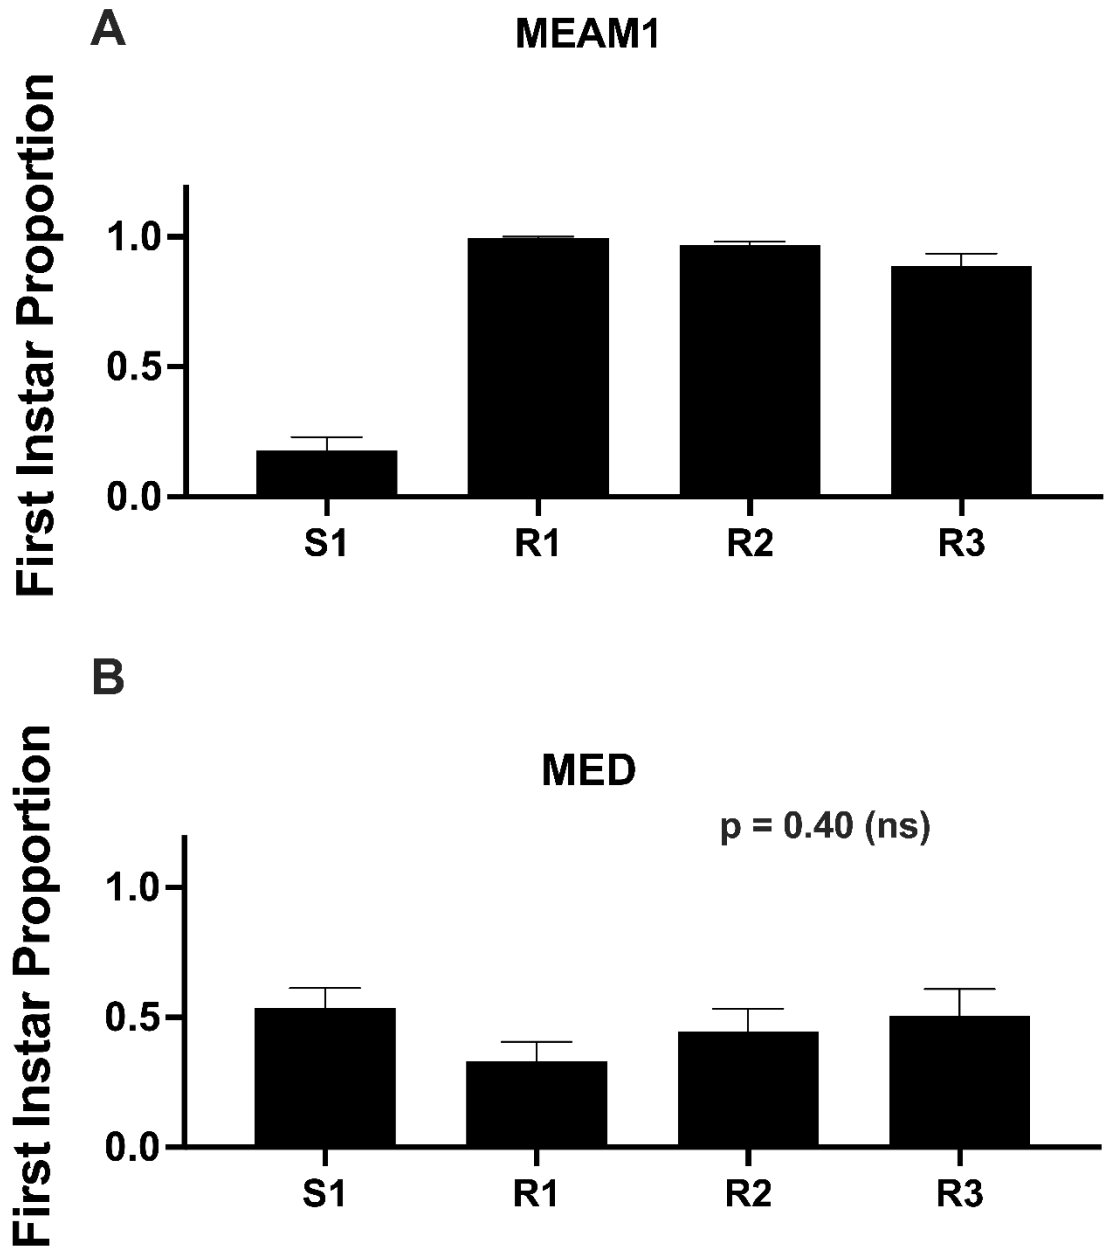 A
MEAM1
First Instar Proportion
1.0
0.5
0.0
S1 R1 R2 R3
B
MED
p = 0.40 (ns)
First Instar Proportion
1.0
0.5
0.0
S1 R1 R2 R3